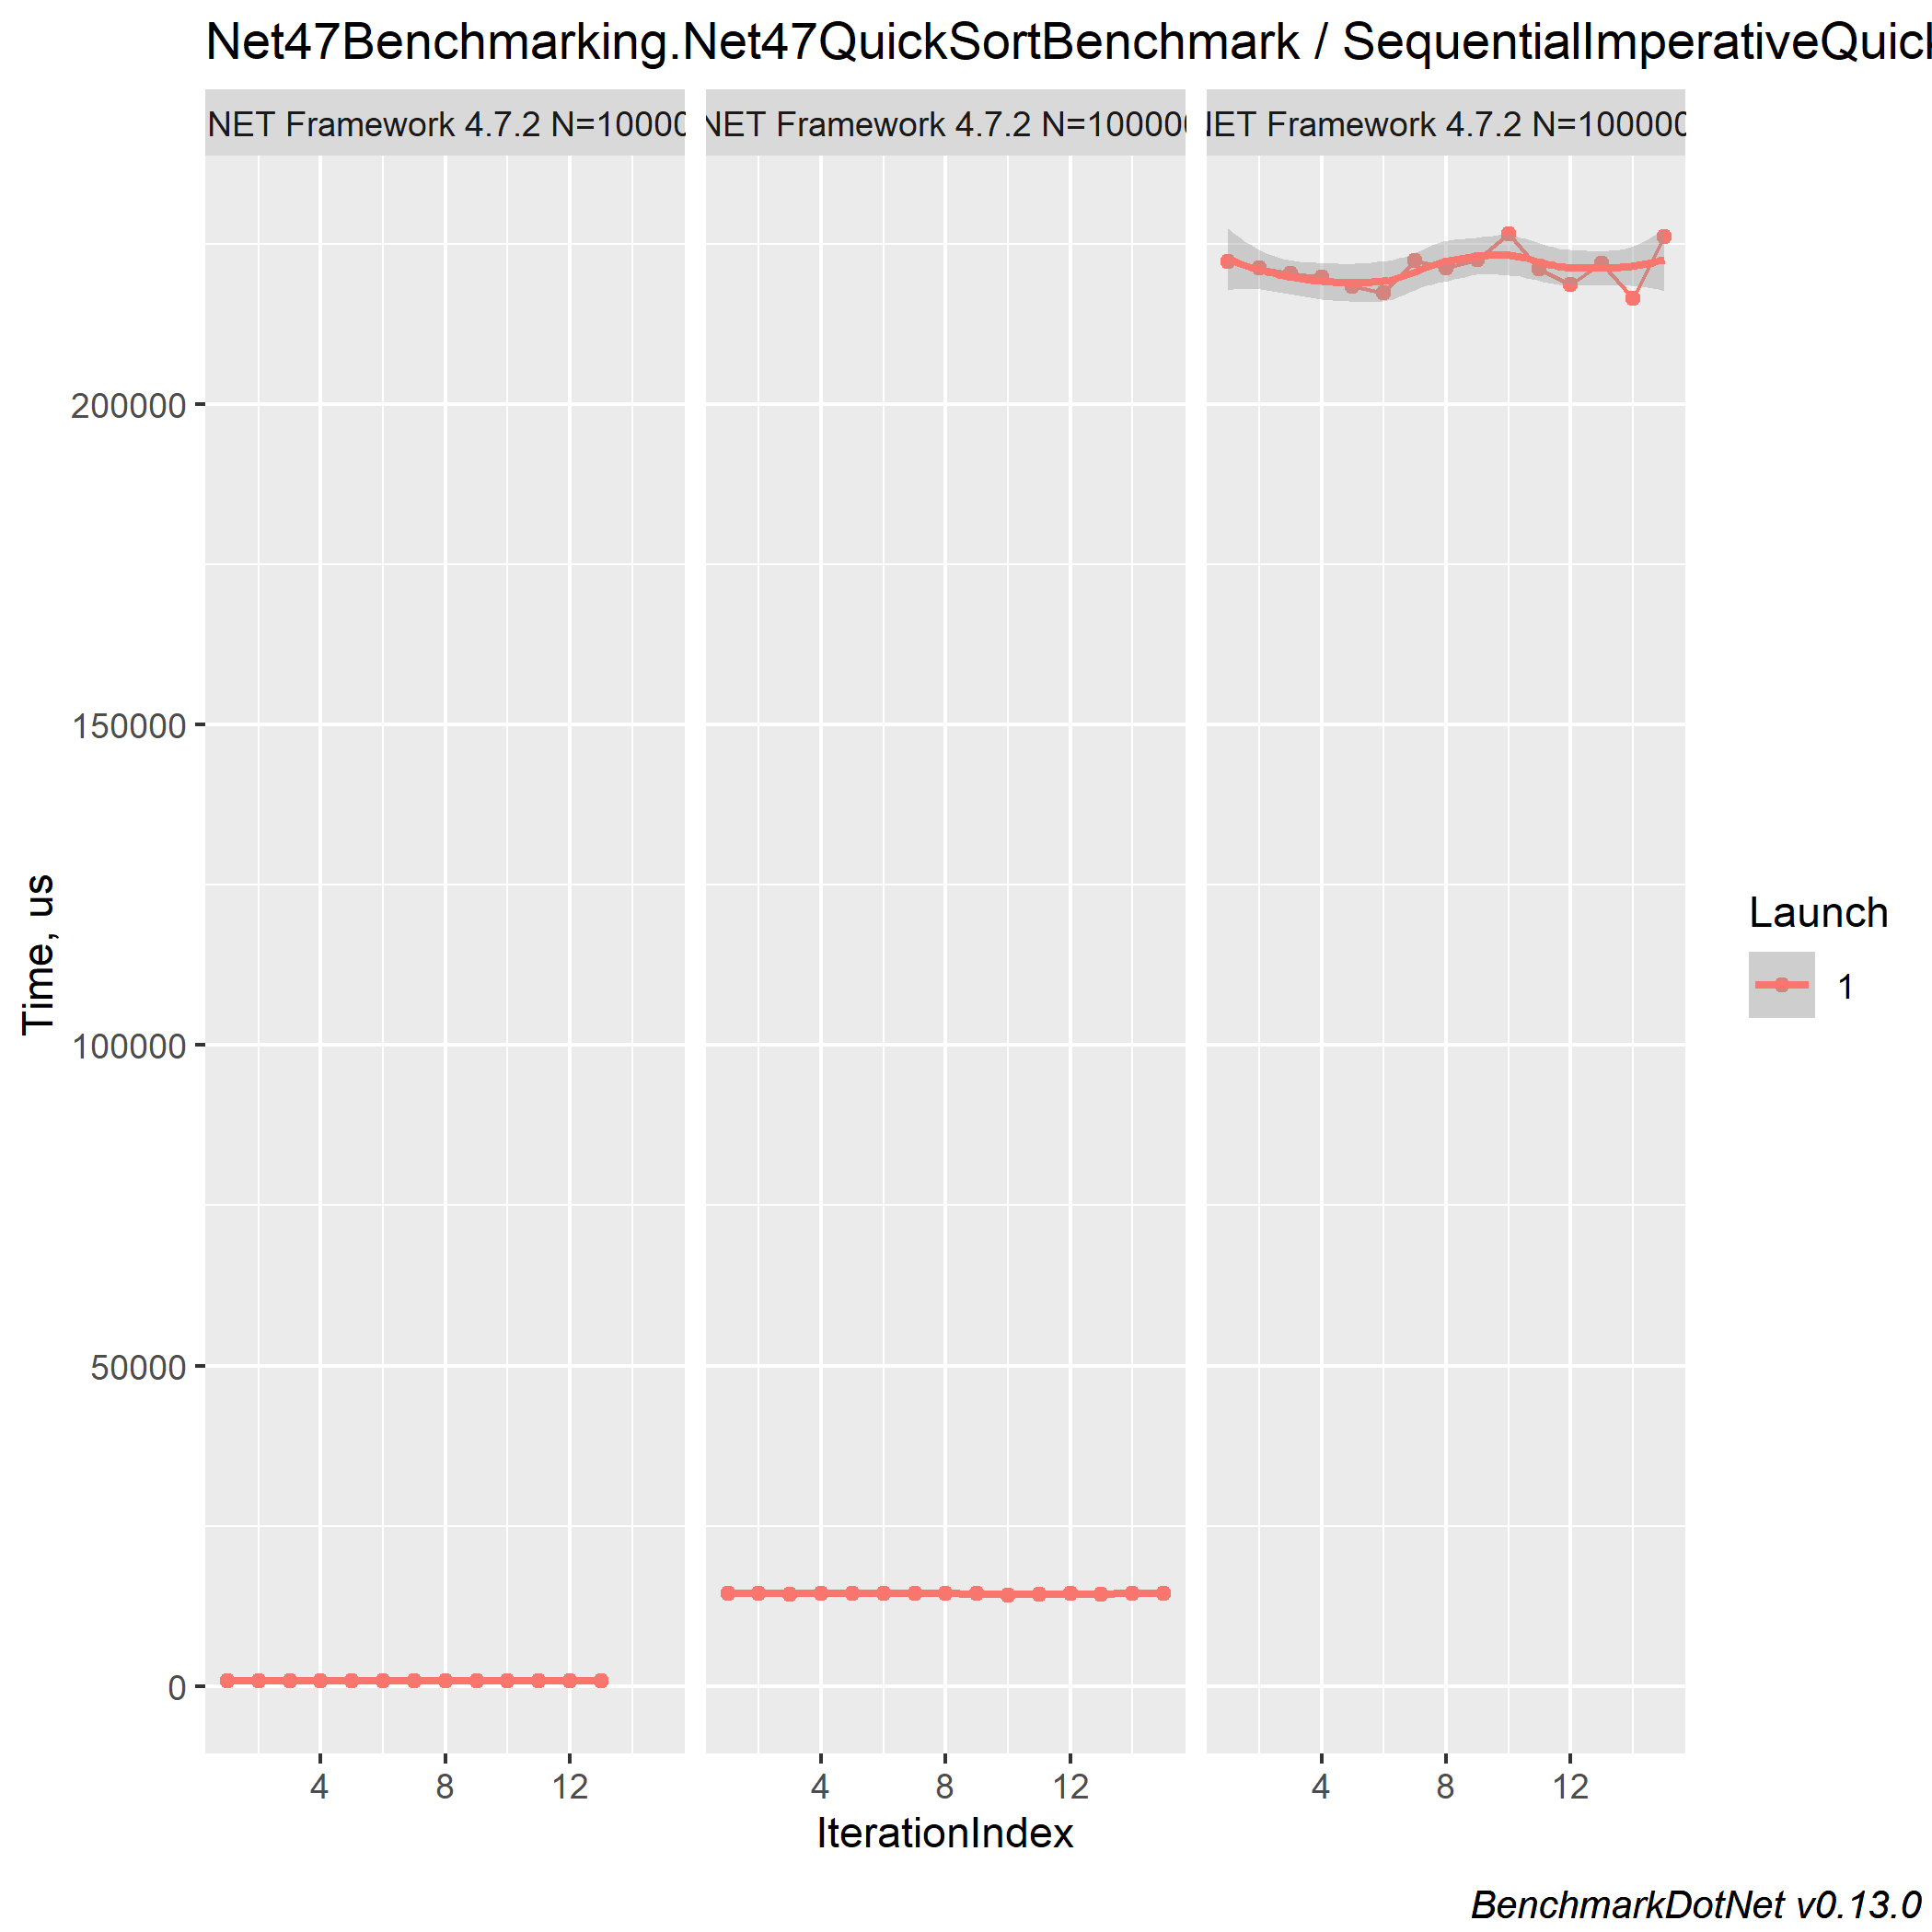 Net47Benchmarking.Net47QuickSortBenchmark / SequentialImperativeQuick
NET Framework 4.7.2 N=10000
NET Framework 4.7.2 N=100000
NET Framework 4.7.2 N=100000
200000
150000
100000
50000
0
Time, us
4 8 12
4 8 12
4 8 12
IterationIndex
Launch
1
BenchmarkDotNet v0.13.0